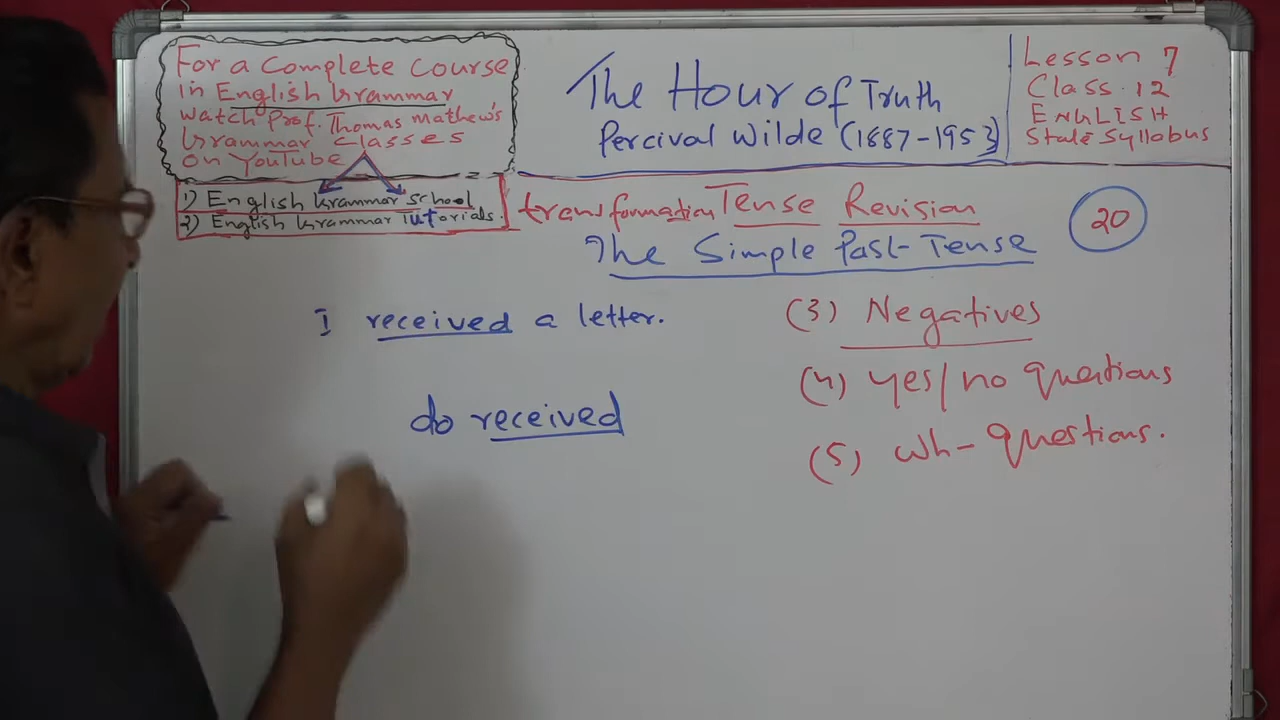 For a Complete Course
in English Grammar
watch Prof. Thomas Mathew's
Grammar classes
on YouTube
1) English Grammar school
2) English Grammar Tutorials.
The Hour of Truth
Percival Wilde (1887-1953)
Lesson 7
Class. 12
ENGLISH
State Syllabus
transformation Tense Revision
20
The Simple Past Tense
I received a letter.
do received
(3) Negatives
(4) yes/no questions
(5) wh- questions.